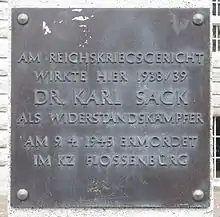 AM REICHSKRIEGSGERICHT
WIRKTE HIER 1938/39
DR. KARL SACK
ALS WIDERSTANDSKÄMPFER
AM 9.4.1945 ERMORDET
IM KZ FLOSSENBÜRG